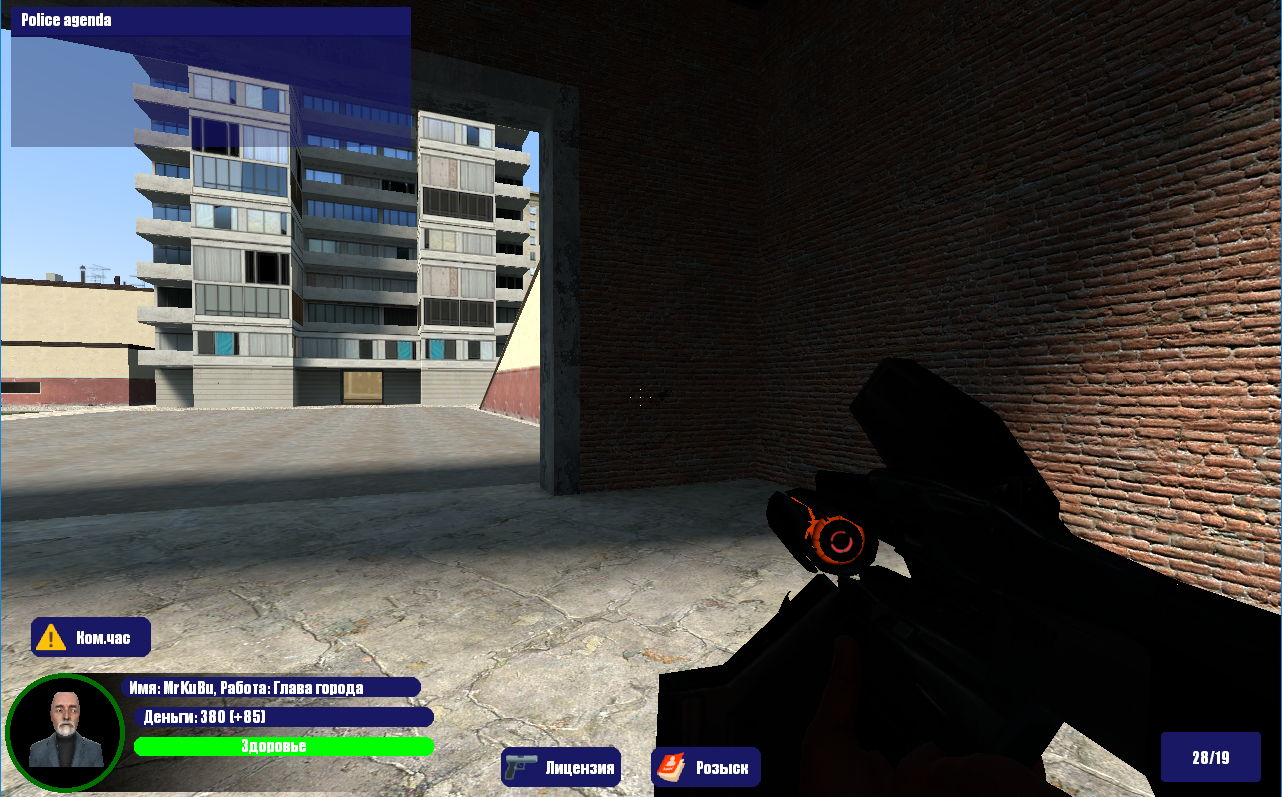 Police agenda
Ком.час
Имя: MrKuBu, Работа: Глава города
Деньги: 380 (+85)
Здоровье
Лицензия
Розыск
28/19